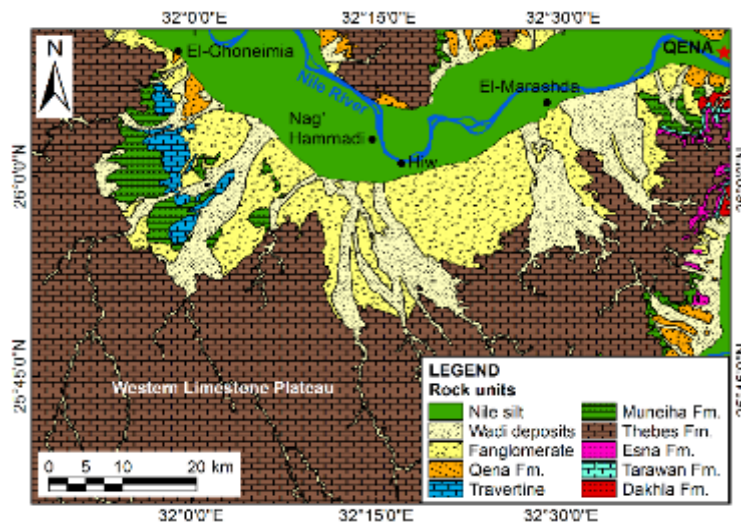 32°0'0"E 32°15'0"E 32°30'0"E
N
El-Ghoneimia
QENA
Nile River
El-Marashda
Nag'
Hammadi
Hiw
26°0'0"N
25°45'0"N
Western Limestone Plateau
LEGEND
Rock units
Nile silt
Wadi deposits
Fanglomerate
Qena Fm.
Travertine
Muneiha Fm.
Thebes Fm.
Esna Fm.
Tarawan Fm.
Dakhla Fm.
0 5 10 20 km
32°0'0"E 32°15'0"E 32°30'0"E